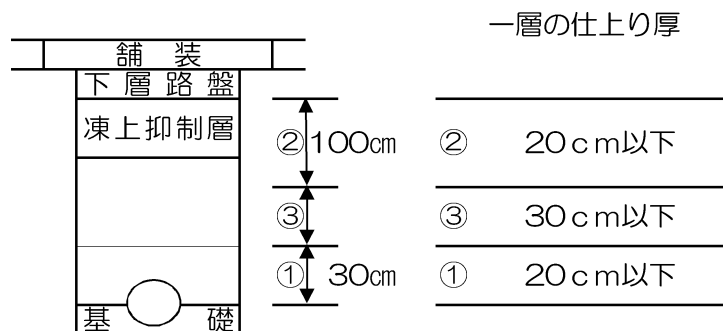 一層の仕上り厚
舗装
下層路盤
凍上抑制層
②100㎝
② 20cm以下
③
③ 30cm以下
① 30㎝
① 20cm以下
基礎